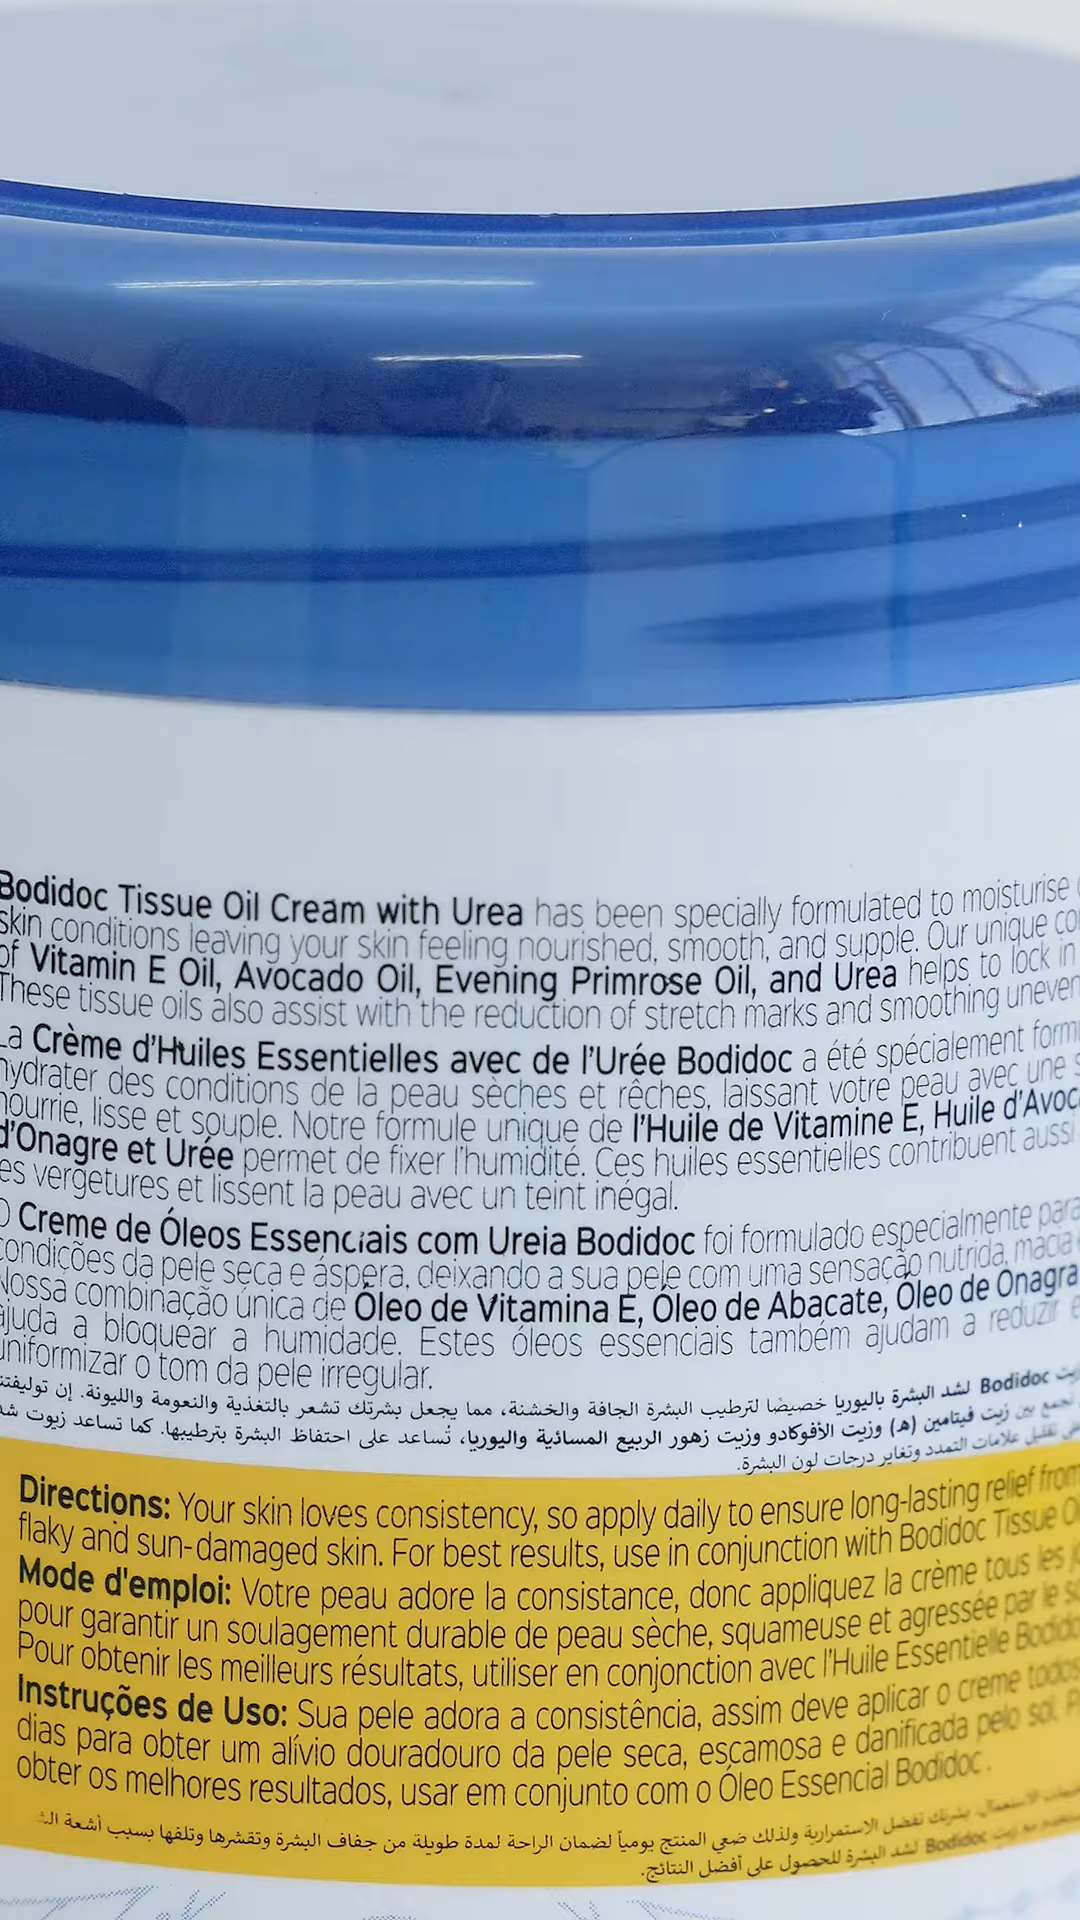 Bodidoc Tissue Oil Cream with Urea has been specially formulated to moisturise
skin conditions leaving your skin feeling nourished, smooth, and supple. Our unique
of Vitamin E Oil, Avocado Oil, Evening Primrose Oil, and Urea helps to lock in
These tissue oils also assist with the reduction of stretch marks and smoothing uneven
La Crème d'Huiles Essentielles avec de l'Urée Bodidoc a été spécialement
hydrater des conditions de la peau sèches et rêches, laissant votre peau avec une
nourrie, lisse et souple. Notre formule unique de l'Huile de Vitamine E, Huile
d'Onagre et Urée permet de fixer l'humidité. Ces huiles essentielles contribuent aussi
es vergetures et lissent la peau avec un teint inégal.
O Creme de Óleos Essenciais com Ureia Bodidoc foi formulado especialmente para
condições da pele seca e áspera, deixando a sua pele com uma sensação nutrida, macia
Nossa combinação única de Óleo de Vitamina E, Óleo de Abacate, Óleo de Onagra
ajuda a bloquear a humidade. Estes óleos essenciais também ajudam a reduzir
uniformizar o tom da pele irregular.
Bodidoc لشد البشرة باليوريا خصيصًا لترطيب البشرة الجافة والخشنة، مما يجعل بشرتك تشعر بالتغذية والنعومة والليونة. إن
تجمع بين زيت فيتامين (هـ) وزيت الأفوكادو وزيت زهور الربيع المسائية واليوريا، تساعد على احتفاظ البشرة بترطيبها. كما تساعد زيوت
تقليل علامات التمدد وتغاير درجات لون البشرة.
Directions: Your skin loves consistency, so apply daily to ensure long-lasting relief from
flaky and sun-damaged skin. For best results, use in conjunction with Bodidoc Tissue
Mode d'emploi: Votre peau adore la consistance, donc appliquez la crème tous les
pour garantir un soulagement durable de peau sèche, squameuse et agressée par le
Pour obtenir les meilleurs résultats, utiliser en conjonction avec l'Huile Essentielle Bodidoc
Instruções de Uso: Sua pele adora a consistência, assim deve aplicar o creme todos
dias para obter um alívio douradouro da pele seca, escamosa e danificada pelo sol.
obter os melhores resultados, usar em conjunto com o Óleo Essencial Bodidoc.
بشرتك تفضل الاستمرارية ولذلك ضعي المنتج يومياً لضمان الراحة لمدة طويلة من جفاف البشرة وتقشرها وتلفها بسبب أشعة
Bodidoc لشد البشرة للحصول على أفضل النتائج.